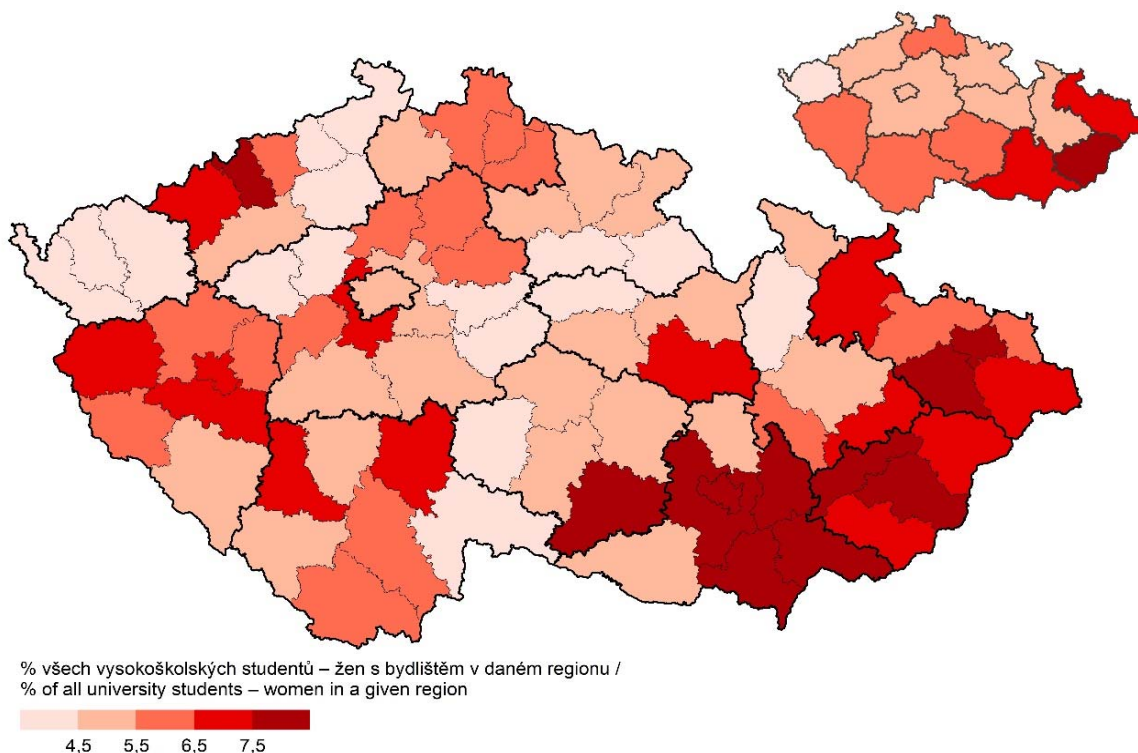 % všech vysokoškolských studentů – žen s bydlištěm v daném regionu /
% of all university students – women in a given region
4,5 5,5 6,5 7,5